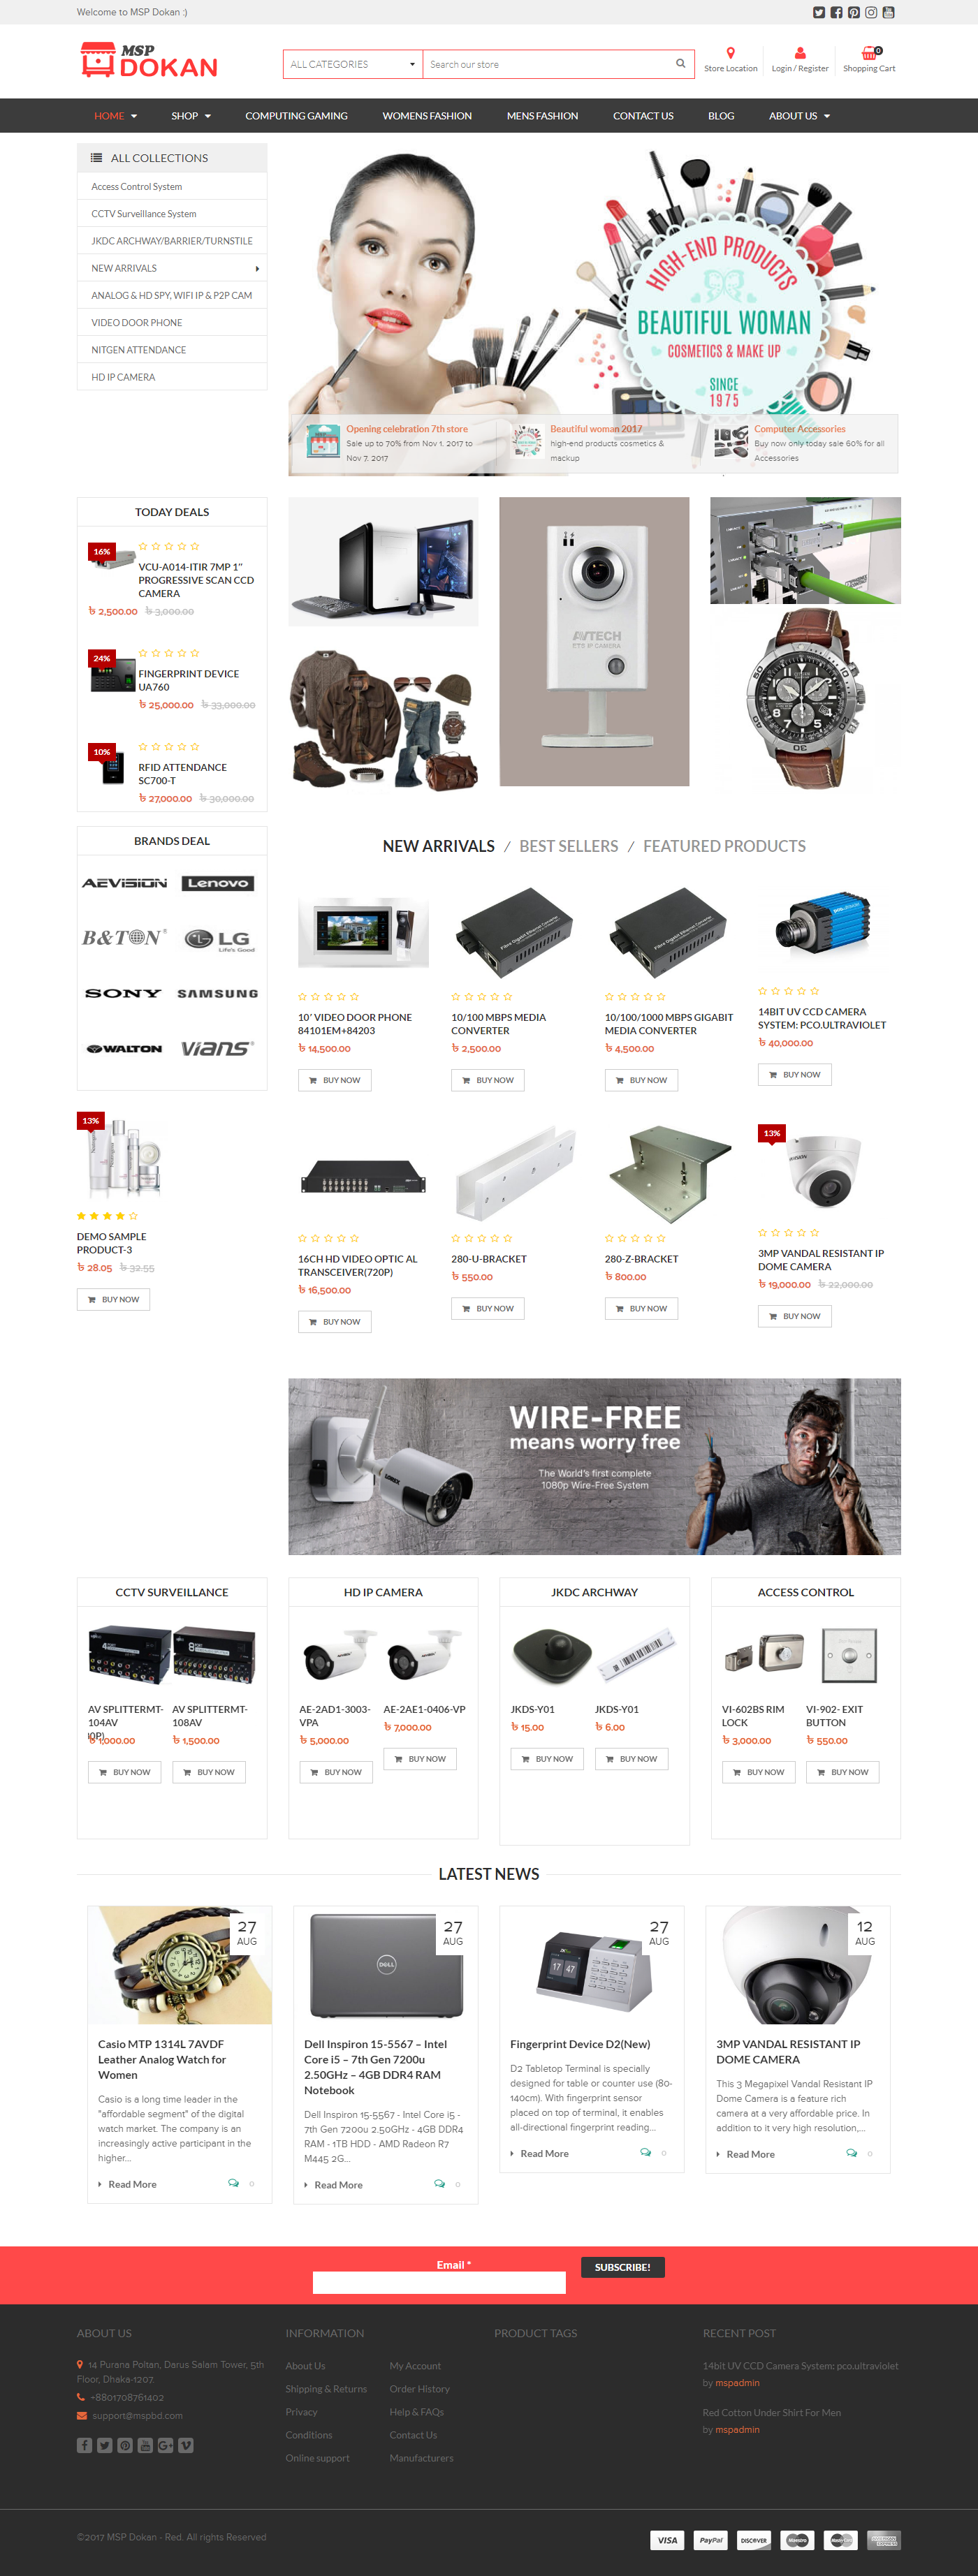 Welcome to MSP Dokan :)
MSP
DOKAN
ALL CATEGORIES
Search our store
Store Location
Login / Register
0
Shopping Cart
HOME
SHOP
COMPUTING GAMING
WOMENS FASHION
MENS FASHION
CONTACT US
BLOG
ABOUT US
ALL COLLECTIONS
Access Control System
CCTV Surveillance System
JKDC ARCHWAY/BARRIER/TURNSTILE
NEW ARRIVALS
ANALOG & HD SPY, WIFI IP & P2P CAM
VIDEO DOOR PHONE
NITGEN ATTENDANCE
HD IP CAMERA
HIGH-END PRODUCTS
BEAUTIFUL WOMAN
COSMETICS & MAKE UP
SINCE
1975
Opening celebration 7th store
Sale up to 70% from Nov 1. 2017 to
Nov 7. 2017
Beautiful woman 2017
high-end products cosmetics &
mackup
Computer Accessories
Buy now only today sale 60% for all
Accessories
TODAY DEALS
16%
VCU-A014-ITIR 7MP 1″
PROGRESSIVE SCAN CCD
CAMERA
৳ 2,500.00 ৳ 3,000.00
24%
FINGERPRINT DEVICE
UA760
৳ 25,000.00 ৳ 33,000.00
10%
RFID ATTENDANCE
SC700-T
৳ 27,000.00 ৳ 30,000.00
AVTECH
BRANDS DEAL
AEVISION
Lenovo
B&TON
LG
Life's Good
SONY
SAMSUNG
WALTON
VIANS
NEW ARRIVALS / BEST SELLERS / FEATURED PRODUCTS
10′ VIDEO DOOR PHONE
84101EM+84203
৳ 14,500.00
BUY NOW
10/100 MBPS MEDIA
CONVERTER
৳ 2,500.00
BUY NOW
10/100/1000 MBPS GIGABIT
MEDIA CONVERTER
৳ 4,500.00
BUY NOW
14BIT UV CCD CAMERA
SYSTEM: PCO.ULTRAVIOLET
৳ 40,000.00
BUY NOW
13%
DEMO SAMPLE
PRODUCT-3
৳ 28.05 ৳ 32.55
BUY NOW
16CH HD VIDEO OPTIC AL
TRANSCEIVER(720P)
৳ 16,500.00
BUY NOW
280-U-BRACKET
৳ 550.00
BUY NOW
280-Z-BRACKET
৳ 800.00
BUY NOW
13%
3MP VANDAL RESISTANT IP
DOME CAMERA
৳ 19,000.00 ৳ 22,000.00
BUY NOW
LOREX
WIRE-FREE
means worry free
The World's first complete
1080p Wire-Free System
CCTV SURVEILLANCE
AV SPLITTERMT-
104AV
৳ 1,000.00
BUY NOW
AV SPLITTERMT-
108AV
৳ 1,500.00
BUY NOW
HD IP CAMERA
AE-2AD1-3003-
VPA
৳ 5,000.00
BUY NOW
AE-2AE1-0406-VP
৳ 7,000.00
BUY NOW
JKDC ARCHWAY
JKDS-Y01
৳ 15.00
BUY NOW
JKDS-Y01
৳ 6.00
BUY NOW
ACCESS CONTROL
VI-602BS RIM
LOCK
৳ 3,000.00
BUY NOW
VI-902- EXIT
BUTTON
৳ 550.00
BUY NOW
LATEST NEWS
27
AUG
Casio MTP 1314L 7AVDF
Leather Analog Watch for
Women
Casio is a long time leader in the
"affordable segment" of the digital
watch market. The company is an
increasingly active participant in the
higher...
Read More
0
27
AUG
DELL
Dell Inspiron 15-5567 – Intel
Core i5 – 7th Gen 7200u
2.50GHz – 4GB DDR4 RAM
Notebook
Dell Inspiron 15-5567 - Intel Core i5 -
7th Gen 7200u 2.50GHz - 4GB DDR4
RAM - 1TB HDD - AMD Radeon R7
M445 2G...
Read More
0
27
AUG
17 47
Fingerprint Device D2(New)
D2 Tabletop Terminal is specially
designed for table or counter use (80-
140cm). With fingerprint sensor
placed on top of terminal, it enables
all-directional fingerprint reading...
Read More
0
12
AUG
3MP VANDAL RESISTANT IP
DOME CAMERA
This 3 Megapixel Vandal Resistant IP
Dome Camera is a feature rich
camera at a very affordable price. In
addition to it very high resolution,...
Read More
0
Email *
SUBSCRIBE!
ABOUT US
14 Purana Poltan, Darus Salam Tower, 5th
Floor, Dhaka-1207.
+8801708761402
support@mspbd.com
INFORMATION
About Us
Shipping & Returns
Privacy
Conditions
Online support
My Account
Order History
Help & FAQs
Contact Us
Manufacturers
PRODUCT TAGS
RECENT POST
14bit UV CCD Camera System: pco.ultraviolet
by mspadmin
Red Cotton Under Shirt For Men
by mspadmin
©2017 MSP Dokan - Red. All rights Reserved
VISA
PayPal
DISCOVER
Maestro
MasterCard
AMERICAN EXPRESS